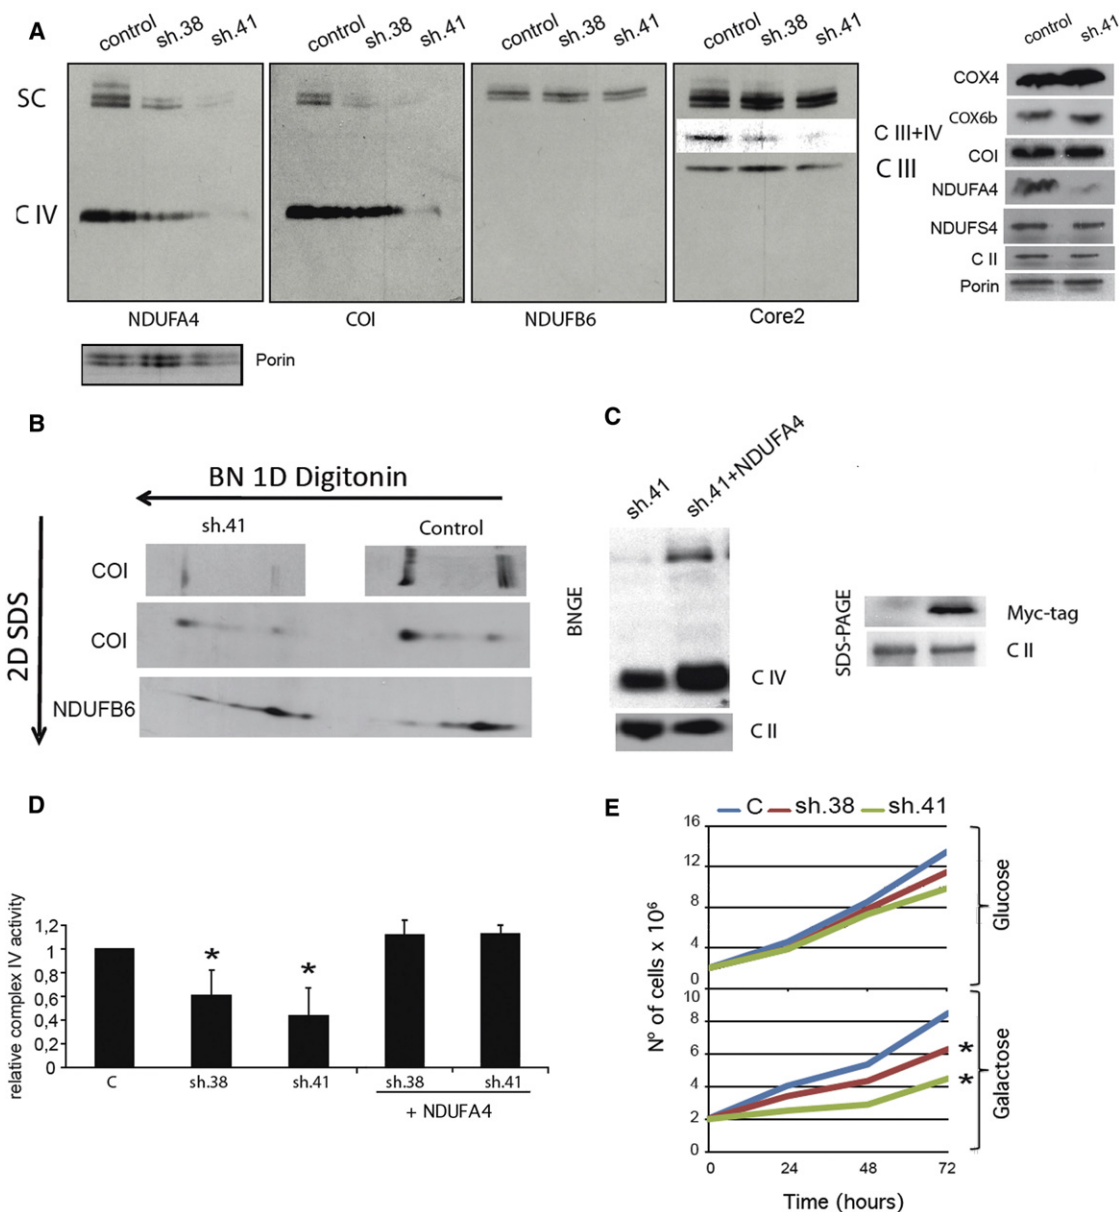 A
control sh.38 sh.41 control sh.38 sh.41 control sh.38 sh.41 control sh.38 sh.41 control sh.41
SC
C IV
C III+IV
C III
COX4
COX6b
COI
NDUFA4
NDUFS4
C II
Porin
NDUFA4 COI NDUFB6 Core2
Porin
B
BN 1D Digitonin
sh.41 Control
2D SDS
COI
COI
NDUFB6
C
sh.41 sh.41+NDUFA4
BNGE
C IV
C II
SDS-PAGE
Myc-tag
C II
D
relative complex IV activity
1,2
1
0,8
0,6
0,4
0,2
0
* *
C sh.38 sh.41 sh.38 sh.41
+ NDUFA4
E
C sh.38 sh.41
Nº of cells x 10⁶
16
12
8
4
0
Glucose
10
8
6
4
2
0
*
*
Galactose
0 24 48 72
Time (hours)